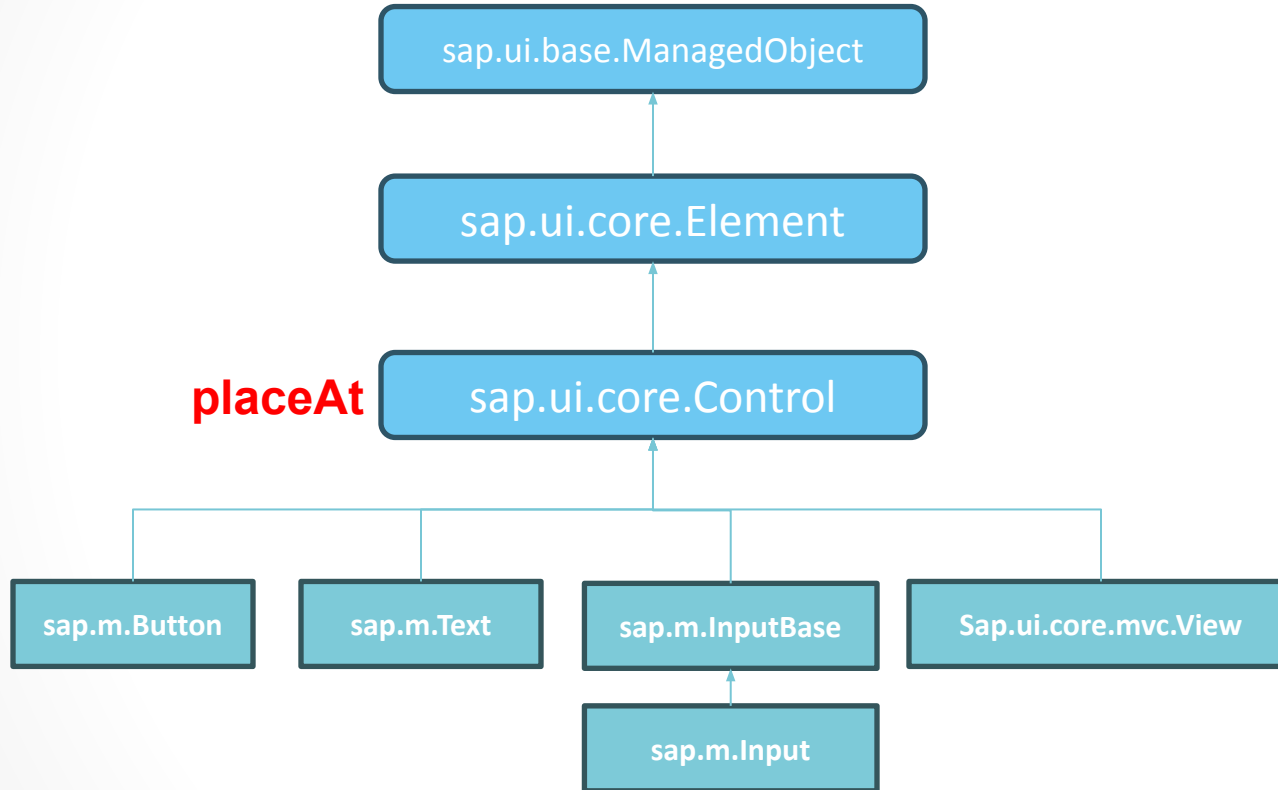 sap.ui.base.ManagedObject
sap.ui.core.Element
placeAt
sap.ui.core.Control
sap.m.Button
sap.m.Text
sap.m.InputBase
Sap.ui.core.mvc.View
sap.m.Input